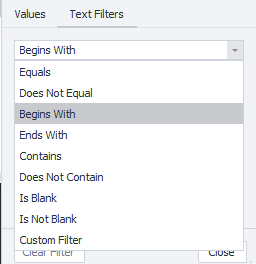 Values Text Filters
Begins With
Equals
Does Not Equal
Begins With
Ends With
Contains
Does Not Contain
Is Blank
Is Not Blank
Custom Filter
Clear Filter Close